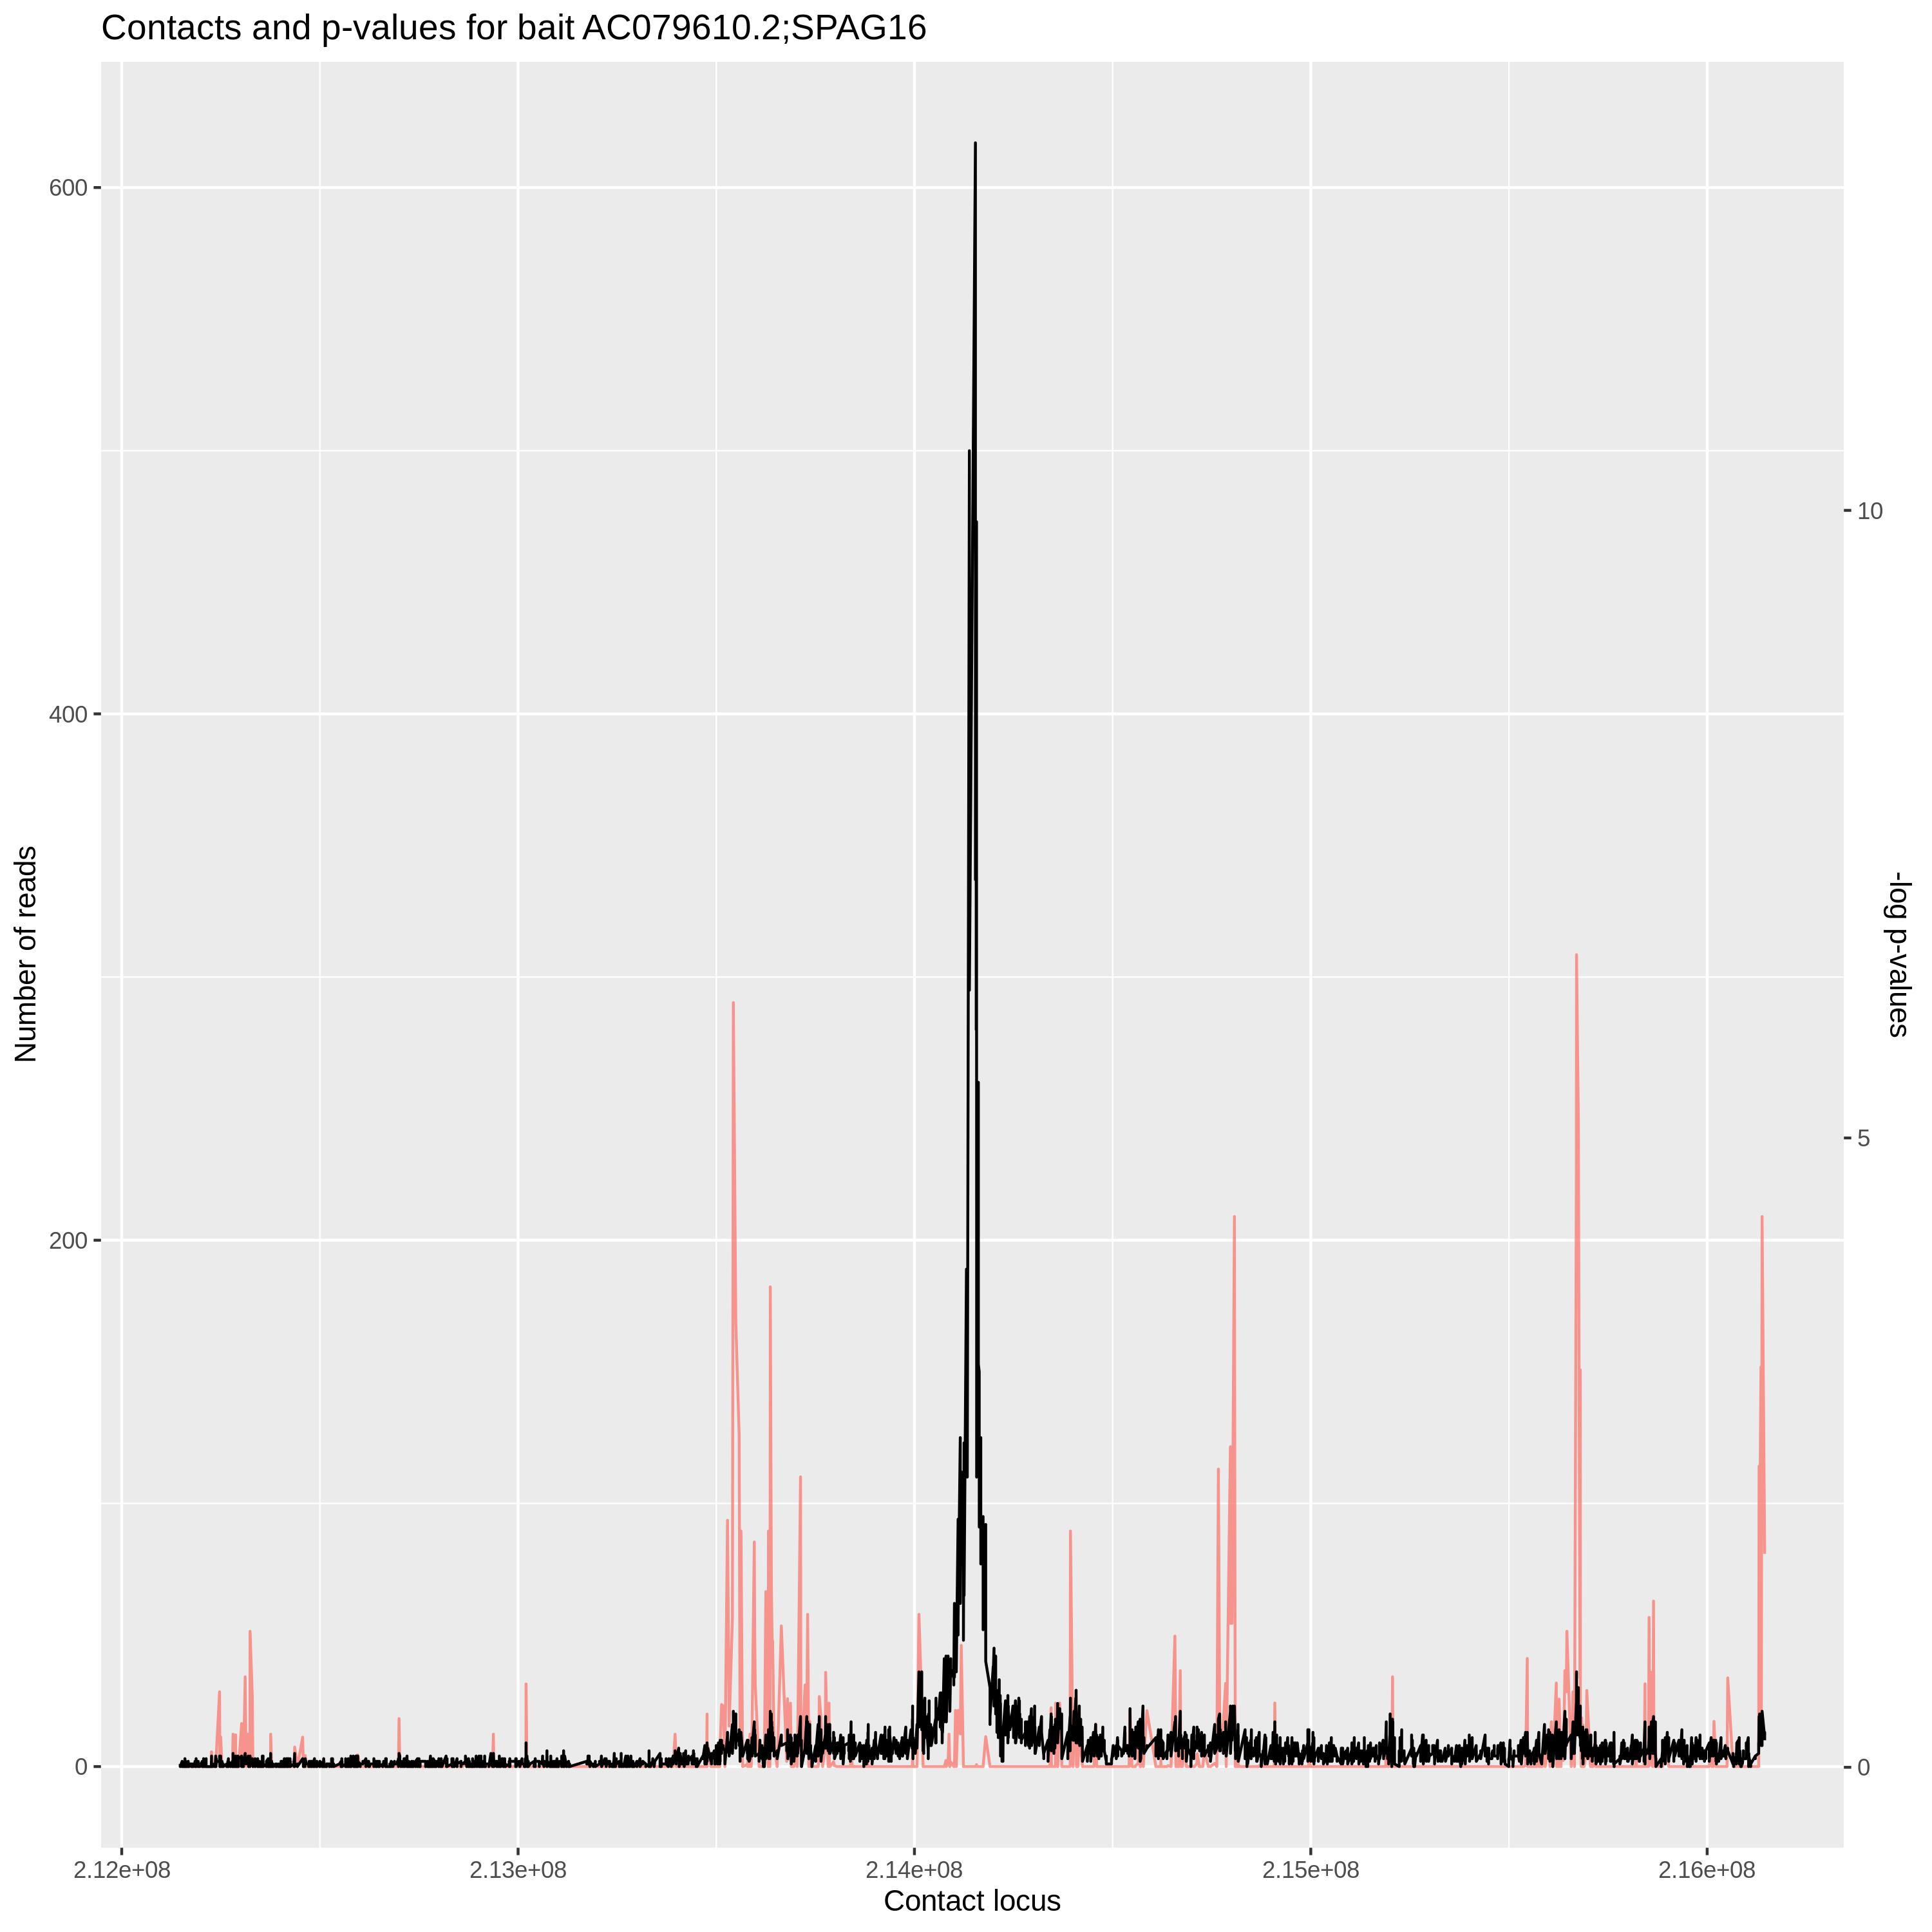 Contacts and p-values for bait AC079610.2;SPAG16
600
400
200
0
Number of reads
10
5
0
-log p-values
2.12e+08 2.13e+08 2.14e+08 2.15e+08 2.16e+08
Contact locus